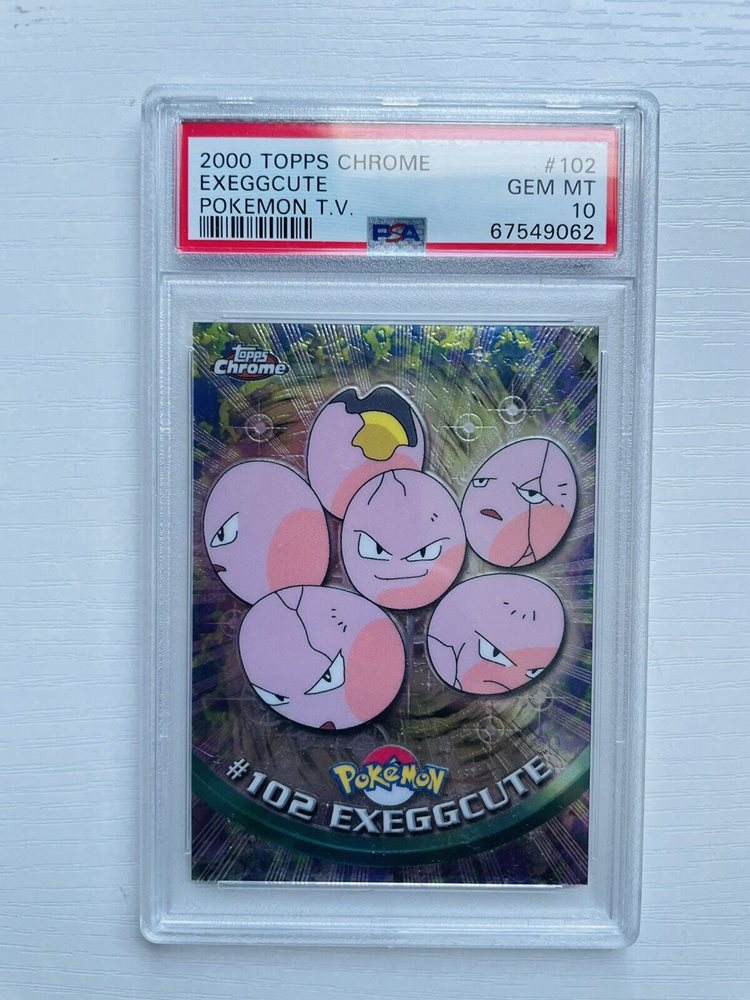 2000 TOPPS CHROME #102
EXEGGCUTE GEM MT
POKEMON T.V. 10
PSA 67549062
topps
Chrome
POKéMON
#102 EXEGGCUTE